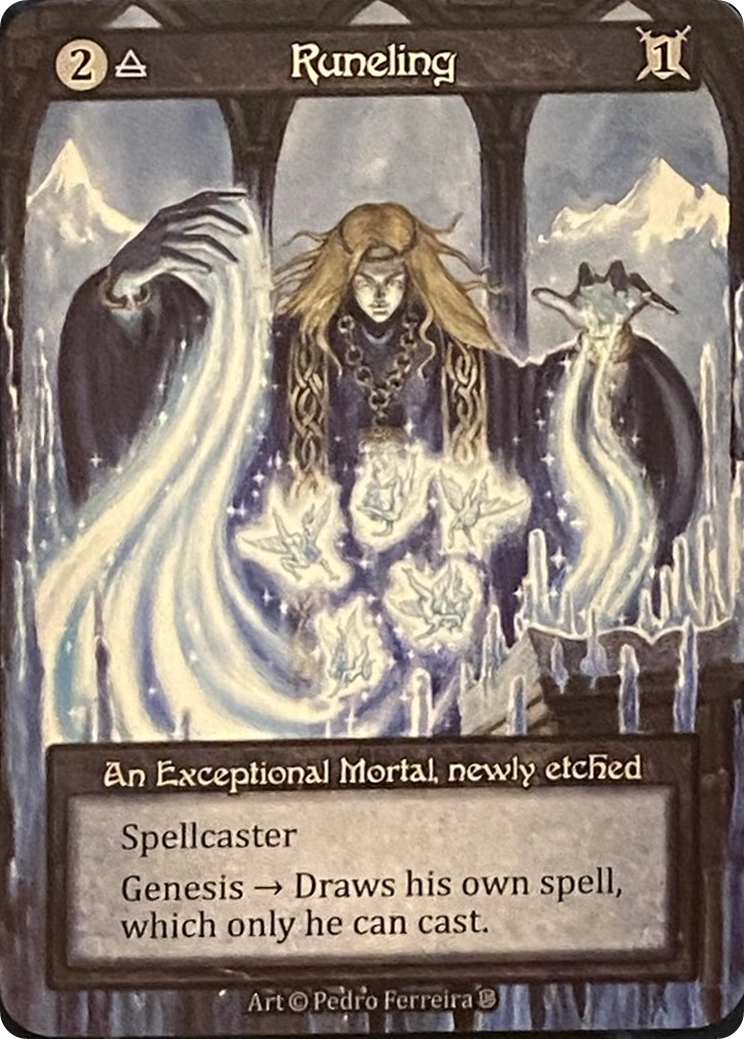 2 Runeling 1
An Exceptional Mortal, newly etched
Spellcaster
Genesis → Draws his own spell,
which only he can cast.
Art © Pedro Ferreira